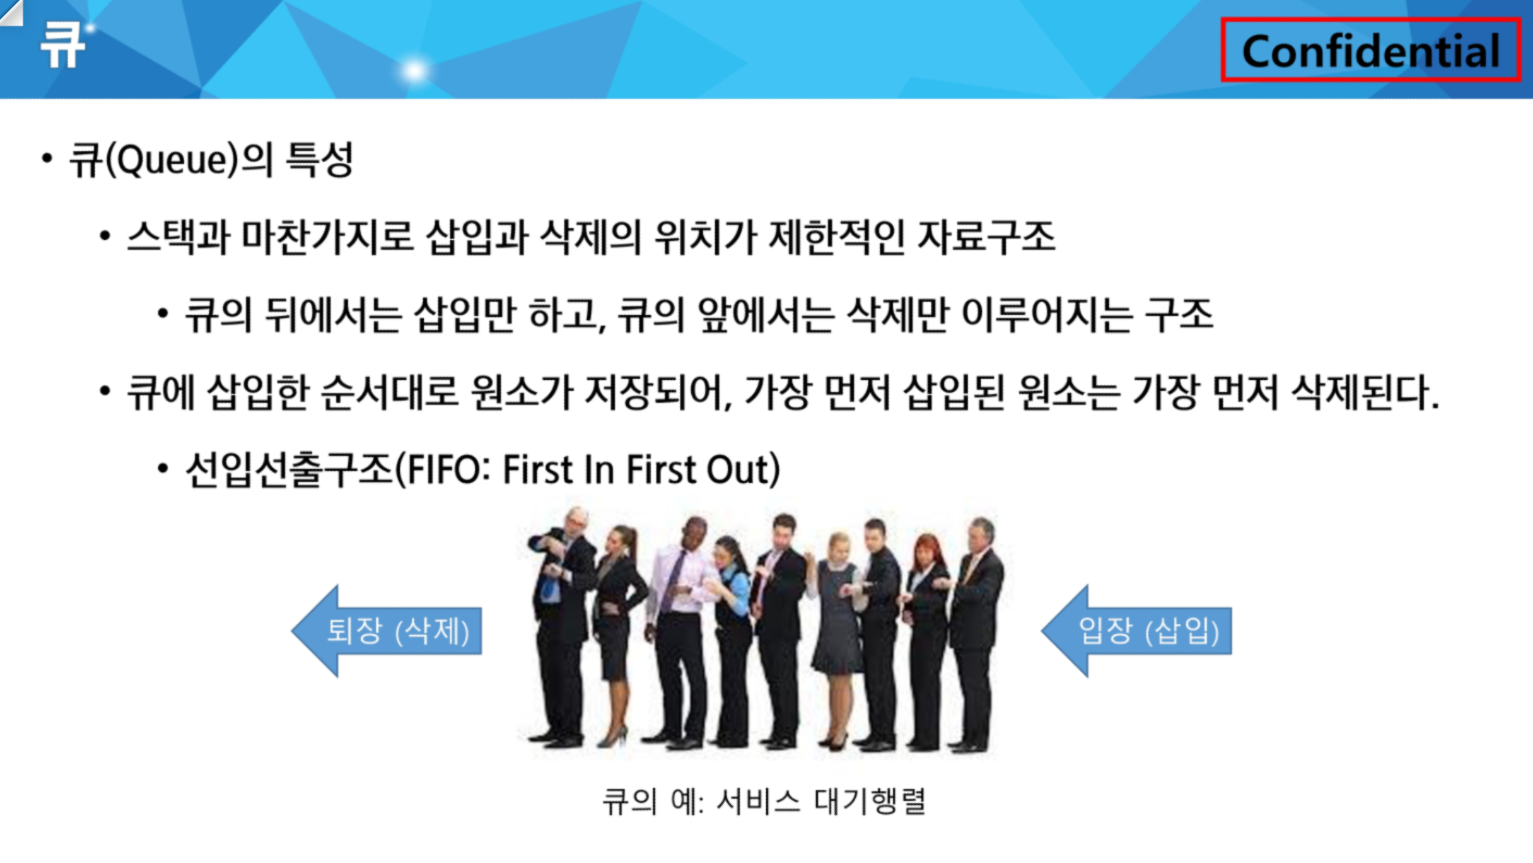 큐
Confidential
• 큐(Queue)의 특성
• 스택과 마찬가지로 삽입과 삭제의 위치가 제한적인 자료구조
• 큐의 뒤에서는 삽입만 하고, 큐의 앞에서는 삭제만 이루어지는 구조
• 큐에 삽입한 순서대로 원소가 저장되어, 가장 먼저 삽입된 원소는 가장 먼저 삭제된다.
• 선입선출구조(FIFO: First In First Out)
퇴장 (삭제)
입장 (삽입)
큐의 예: 서비스 대기행렬